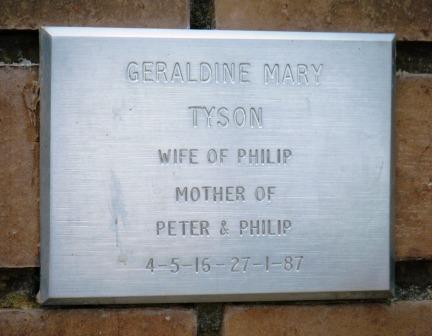 GERALDINE MARY
TYSON
WIFE OF PHILIP
MOTHER OF
PETER & PHILIP
4-5-16-27-1-87